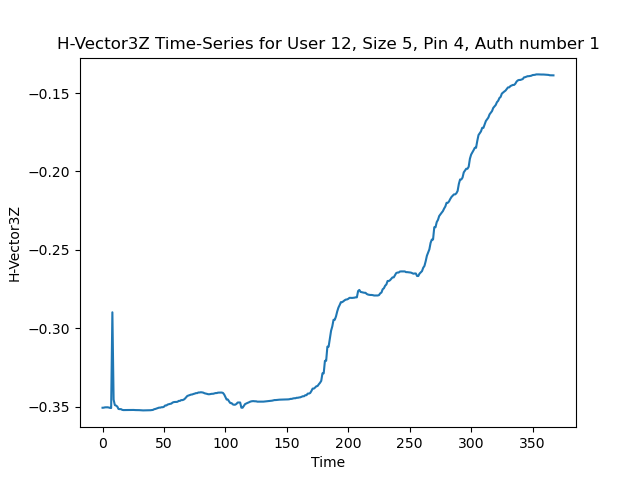 H-Vector3Z Time-Series for User 12, Size 5, Pin 4, Auth number 1
−0.15
−0.20
−0.25
−0.30
−0.35
H-Vector3Z
0 50 100 150 200 250 300 350
Time